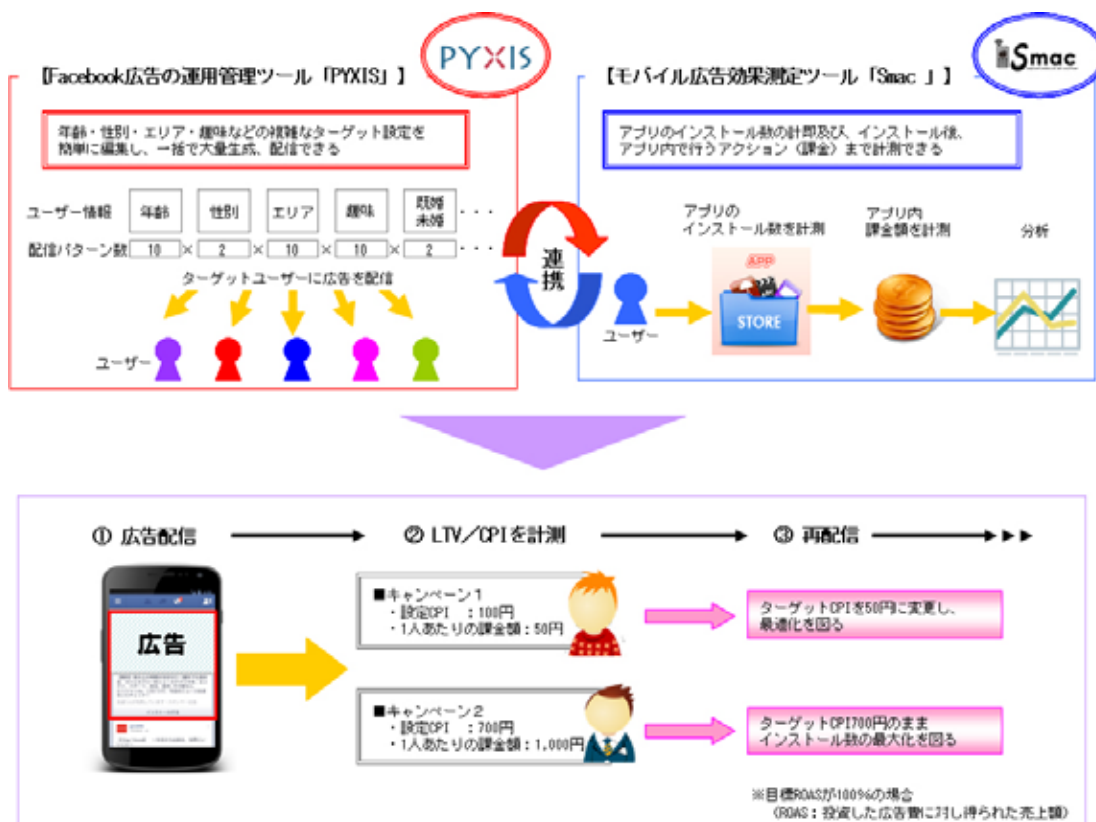 PYXIS
Smac
【Facebook広告の運用管理ツール「PYXIS」】
年齢・性別・エリア・趣味などの複雑なターゲット設定を
簡単に編集し、一括で大量生成、配信できる
ユーザー情報 年齢 性別 エリア 趣味 既婚 未婚 ・・・
配信パターン数 10 × 2 × 10 × 10 × 2 ・・・
ターゲットユーザーに広告を配信
ユーザー
連携
【モバイル広告効果測定ツール「Smac 」】
アプリのインストール数の計即及び、インストール後、
アプリ内で行うアクション（課金）まで計測できる
アプリの
インストール数を計測
アプリ内
課金額を計測
分析
APP
STORE
ユーザー
① 広告配信
② LTV／CPIを計測
③ 再配信
広告
■キャンペーン1
・設定CPI ：100円
・1人あたりの課金額：50円
ターゲットCPIを50円に変更し、
最適化を図る
■キャンペーン2
・設定CPI ：700円
・1人あたりの課金額：1,000円
ターゲットCPI700円のまま
インストール数の最大化を図る
※目標ROASが100%の場合
（ROAS：投資した広告費に対し得られた売上額）